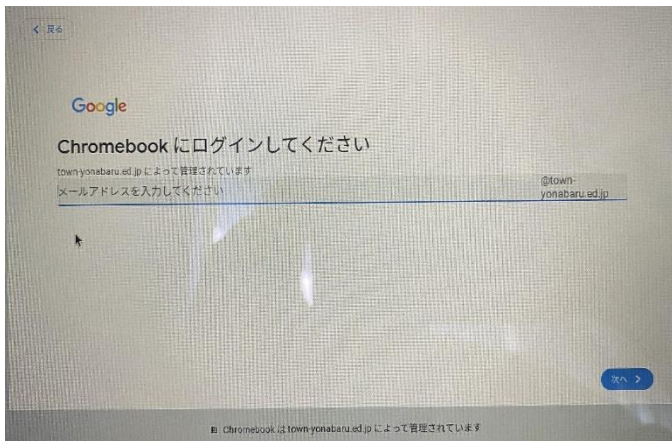 戻る
Google
Chromebook にログインしてください
town-yonabaru.ed.jp によって管理されています
メールアドレスを入力してください
@town-
yonabaru.ed.jp
次へ
Chromebook は town-yonabaru.ed.jp によって管理されています